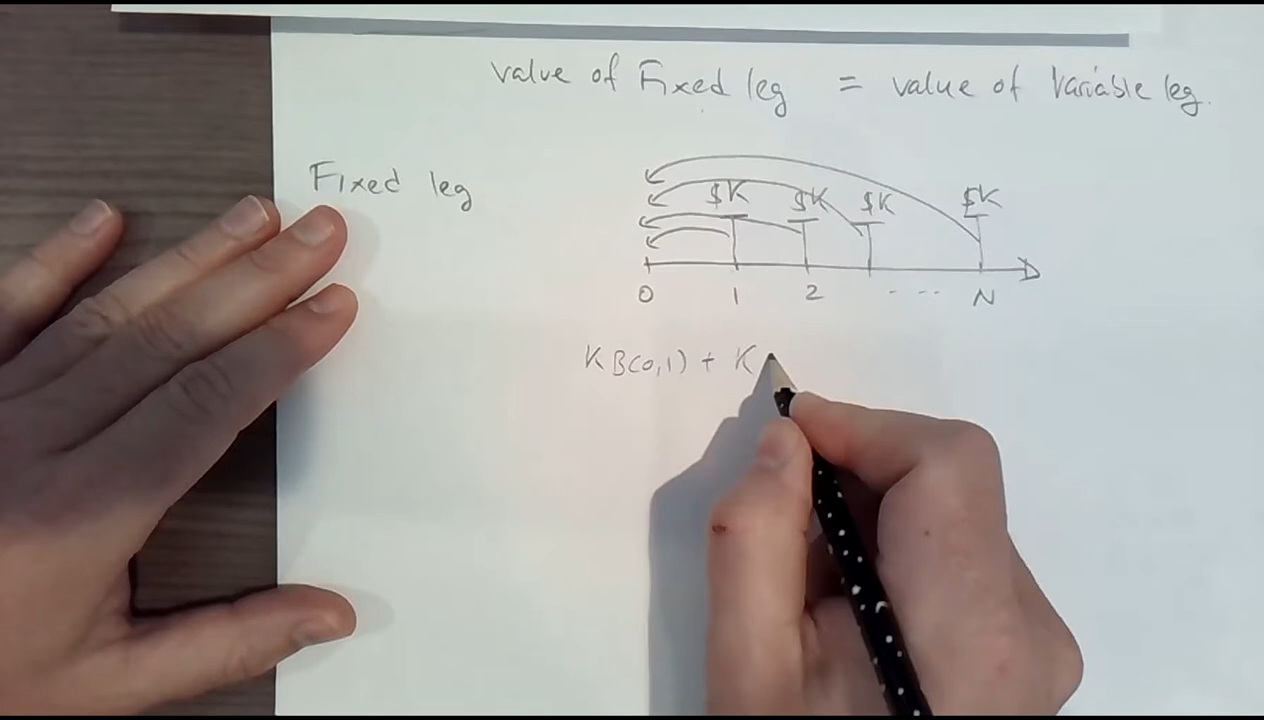 value of Fixed leg = value of Variable leg.
Fixed leg
$K $K $K $K
0 1 2 - - - N
K B(0,1) + K